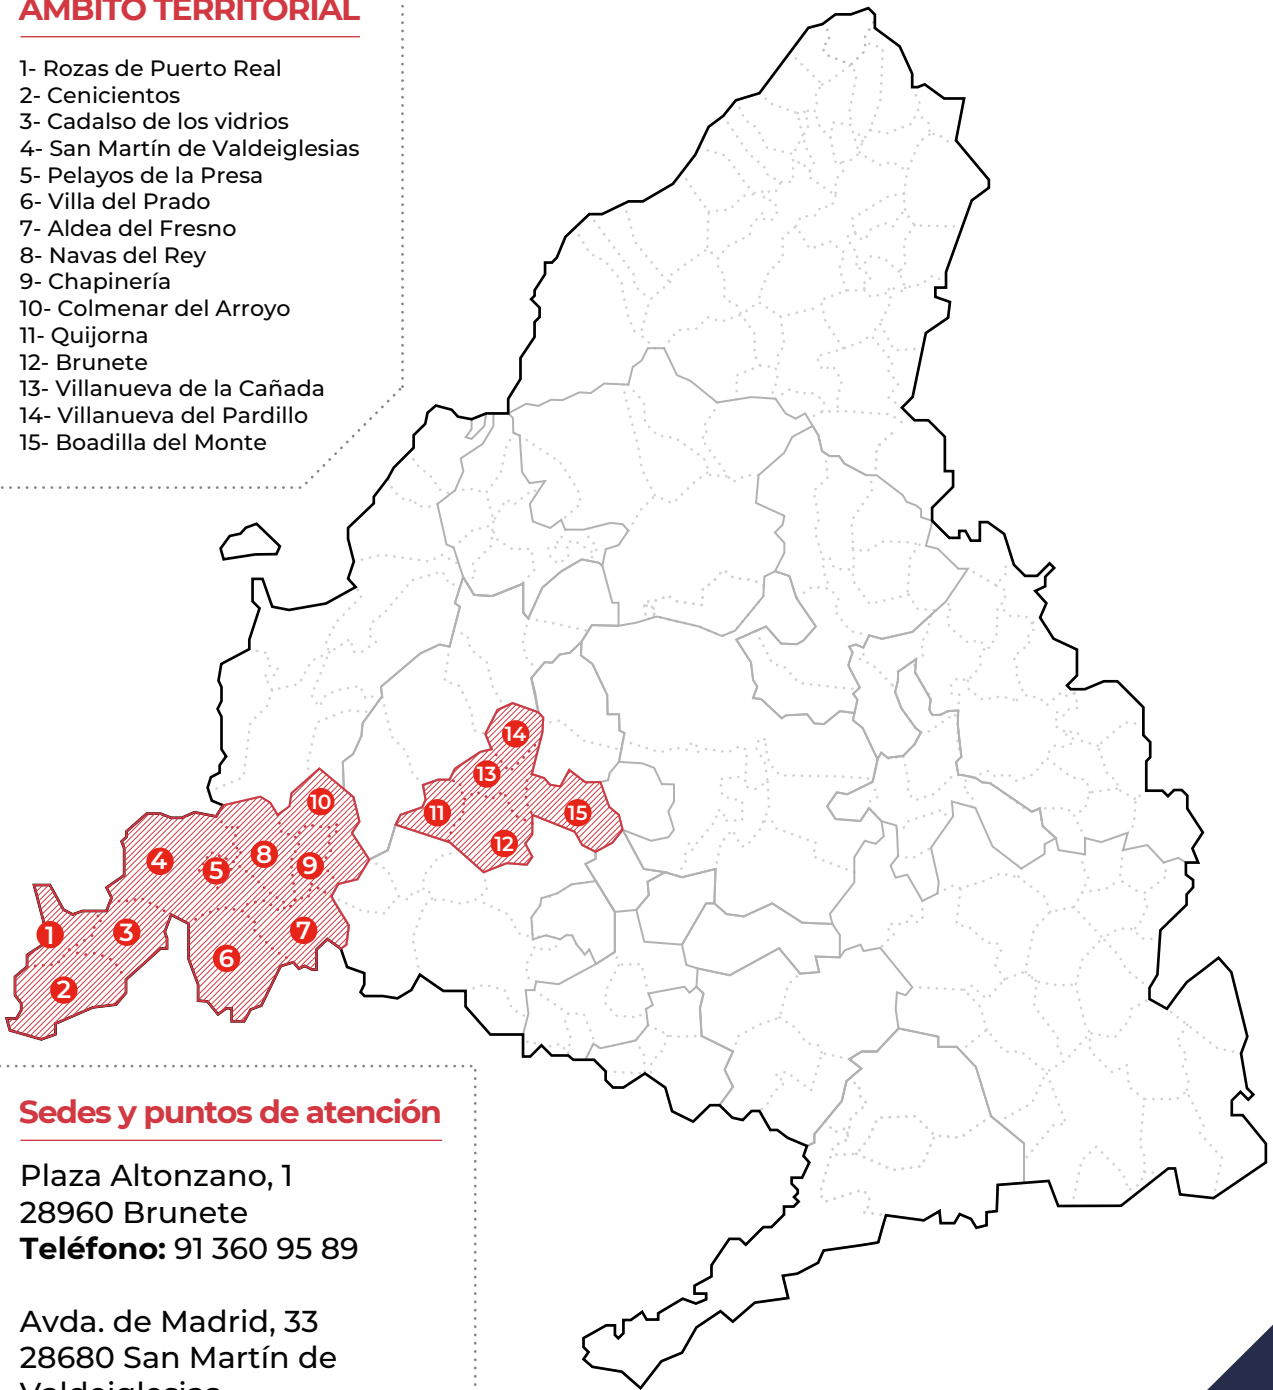 ÁMBITO TERRITORIAL
1- Rozas de Puerto Real
2- Cenicientos
3- Cadalso de los vidrios
4- San Martín de Valdeiglesias
5- Pelayos de la Presa
6- Villa del Prado
7- Aldea del Fresno
8- Navas del Rey
9- Chapinería
10- Colmenar del Arroyo
11- Quijorna
12- Brunete
13- Villanueva de la Cañada
14- Villanueva del Pardillo
15- Boadilla del Monte
14
13
10
11
15
12
8
4
5
9
3
7
1
6
2
Sedes y puntos de atención
Plaza Altonzano, 1
28960 Brunete
Teléfono: 91 360 95 89
Avda. de Madrid, 33
28680 San Martín de
Valdeiglesias